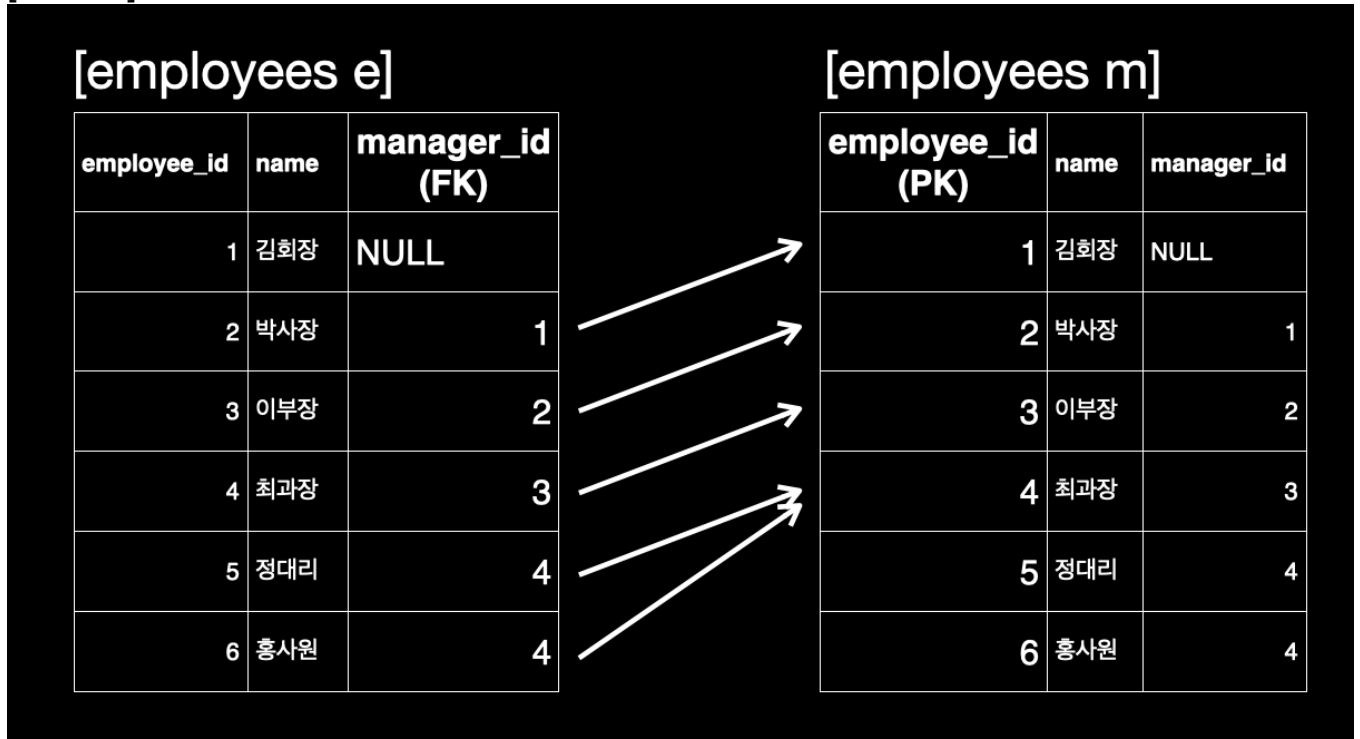 [employees e]
employee_id name manager_id (FK)
1 김회장 NULL
2 박사장 1
3 이부장 2
4 최과장 3
5 정대리 4
6 홍사원 4
[employees m]
employee_id (PK) name manager_id
1 김회장 NULL
2 박사장 1
3 이부장 2
4 최과장 3
5 정대리 4
6 홍사원 4